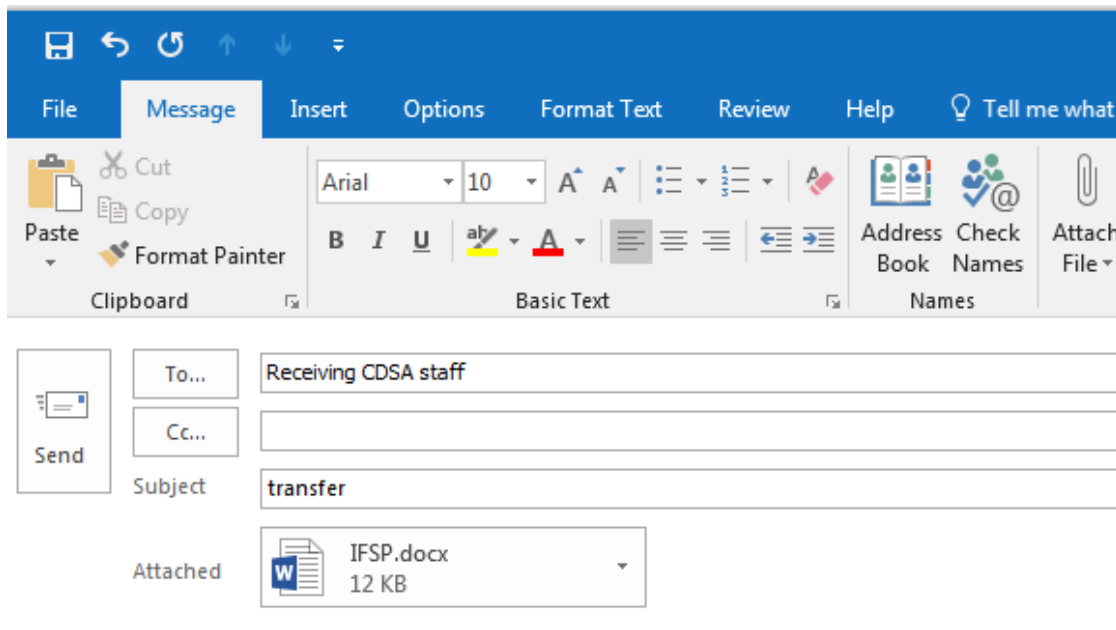 File Message Insert Options Format Text Review Help Tell me what
Cut
Copy
Paste
Format Painter
Clipboard
Arial 10
B I U
Basic Text
Address Book
Check Names
Names
Attach File
To... Receiving CDSA staff
Cc...
Send
Subject transfer
Attached IFSP.docx
12 KB